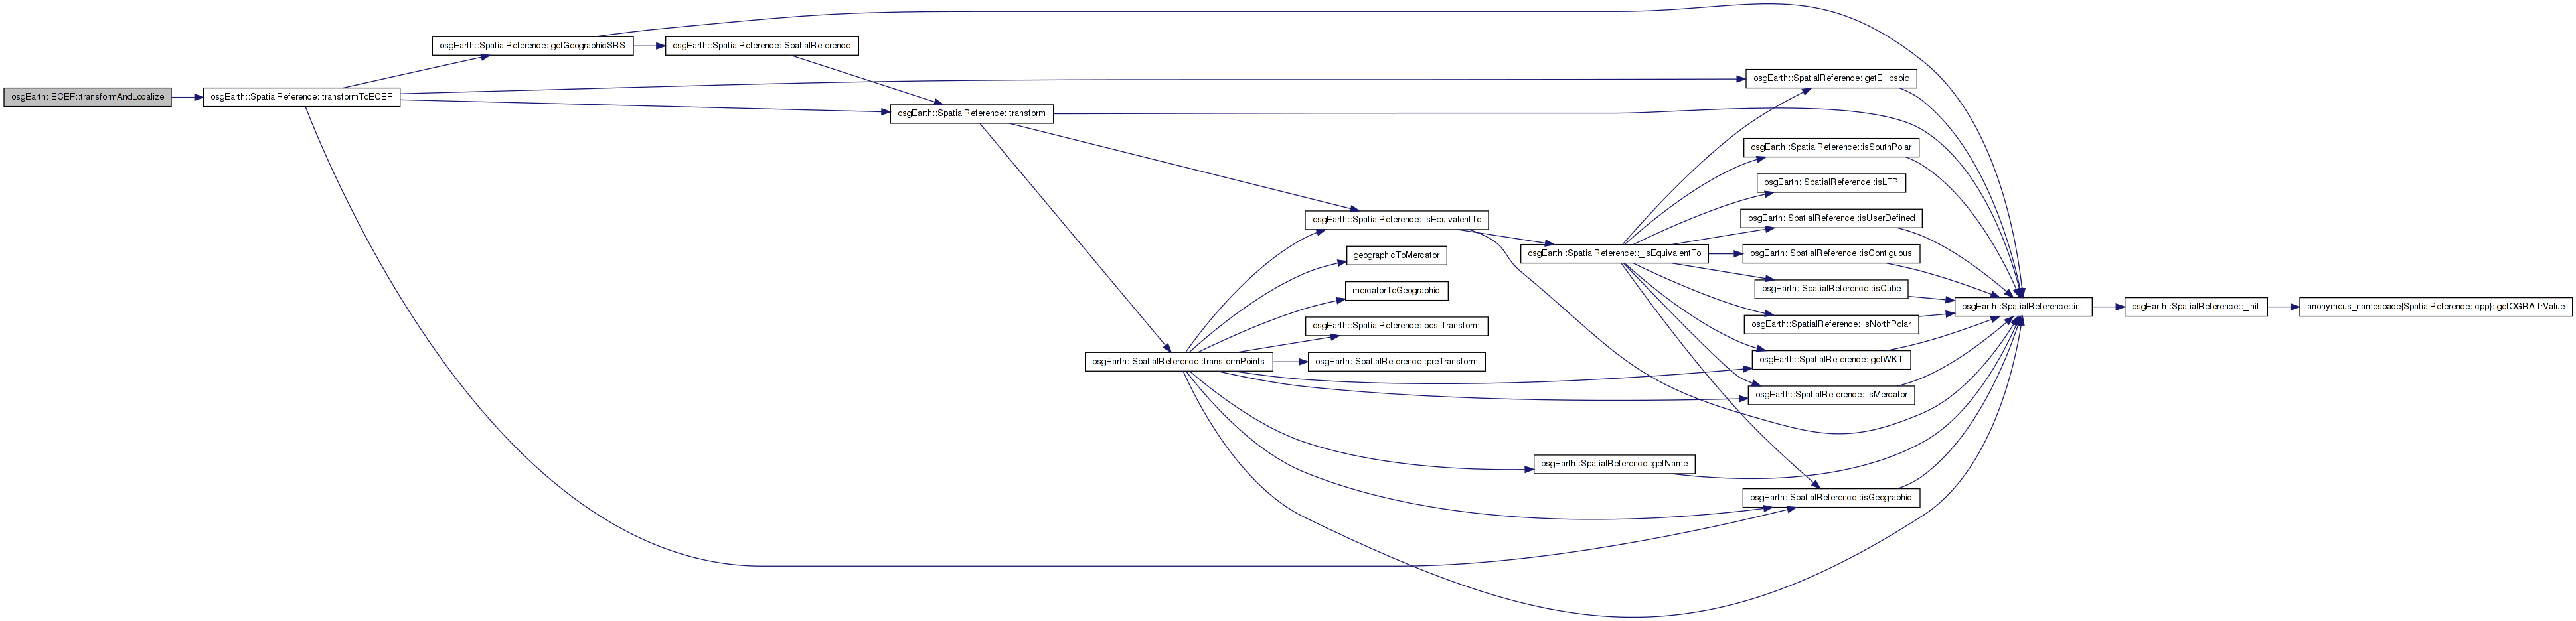 osgEarth::ECEF::transformAndLocalize
osgEarth::SpatialReference::transformToECEF
osgEarth::SpatialReference::getGeographicSRS
osgEarth::SpatialReference::SpatialReference
osgEarth::SpatialReference::transform
osgEarth::SpatialReference::transformPoints
osgEarth::SpatialReference::isEquivalentTo
geographicToMercator
mercatorToGeographic
osgEarth::SpatialReference::postTransform
osgEarth::SpatialReference::preTransform
osgEarth::SpatialReference::_isEquivalentTo
osgEarth::SpatialReference::getName
osgEarth::SpatialReference::getEllipsoid
osgEarth::SpatialReference::isSouthPolar
osgEarth::SpatialReference::isLTP
osgEarth::SpatialReference::isUserDefined
osgEarth::SpatialReference::isContiguous
osgEarth::SpatialReference::isCube
osgEarth::SpatialReference::isNorthPolar
osgEarth::SpatialReference::getWKT
osgEarth::SpatialReference::isMercator
osgEarth::SpatialReference::isGeographic
osgEarth::SpatialReference::init
osgEarth::SpatialReference::_init
anonymous_namespace{SpatialReference::cpp}::getOGRAttrValue